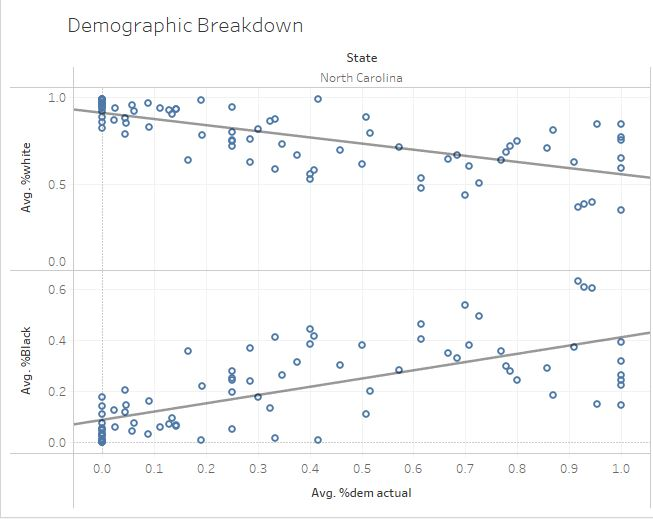 Demographic Breakdown
State
North Carolina
1.0
Avg. %white
0.5
0.0
0.6
Avg. %Black
0.4
0.2
0.0
0.0 0.1 0.2 0.3 0.4 0.5 0.6 0.7 0.8 0.9 1.0
Avg. %dem actual